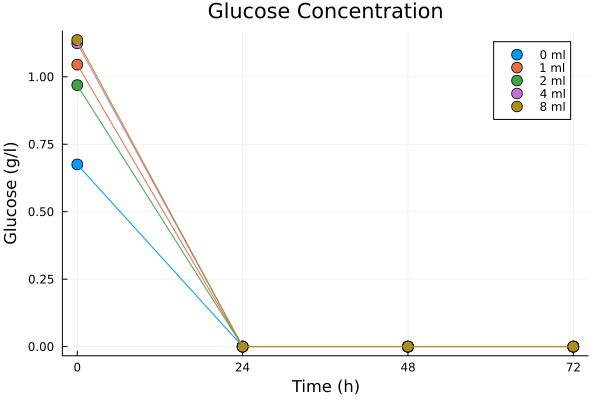 Glucose Concentration
Glucose (g/l)
1.00
0.75
0.50
0.25
0.00
0 ml
1 ml
2 ml
4 ml
8 ml
0 24 48 72
Time (h)